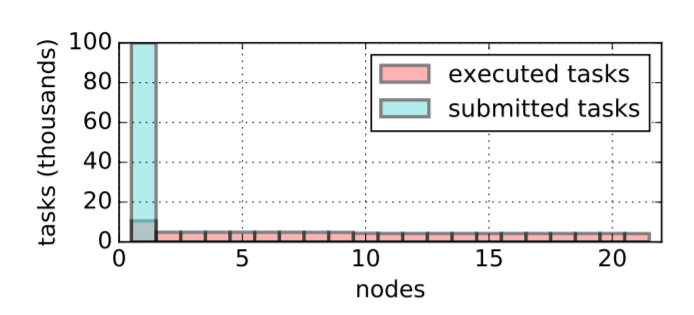 tasks (thousands)
100
80
60
40
20
0
executed tasks
submitted tasks
0 5 10 15 20
nodes